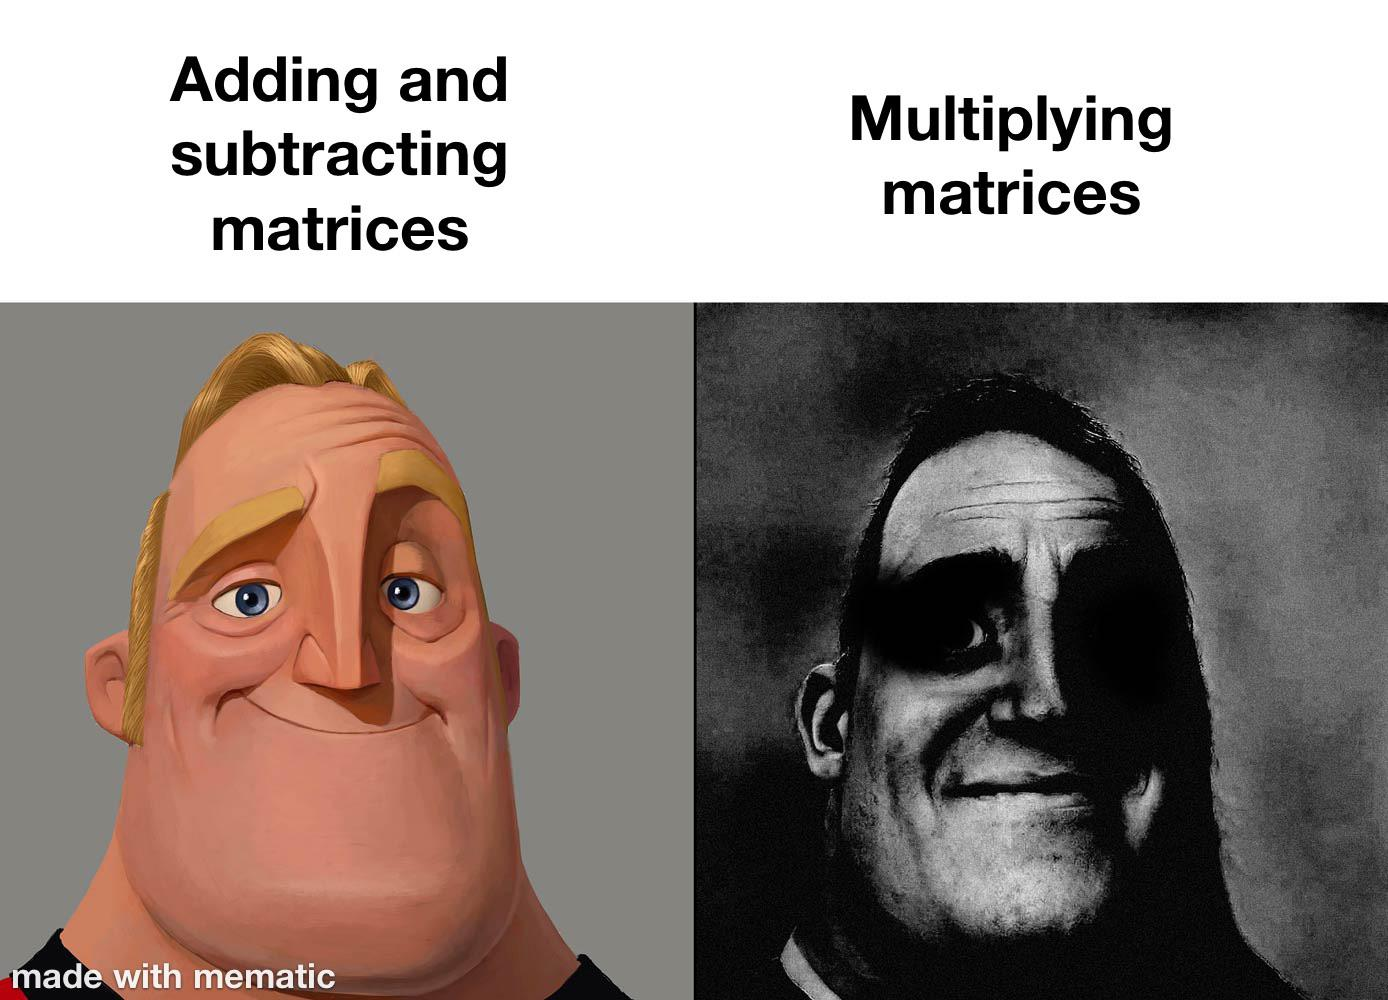 Adding and
subtracting
matrices
Multiplying
matrices
made with mematic